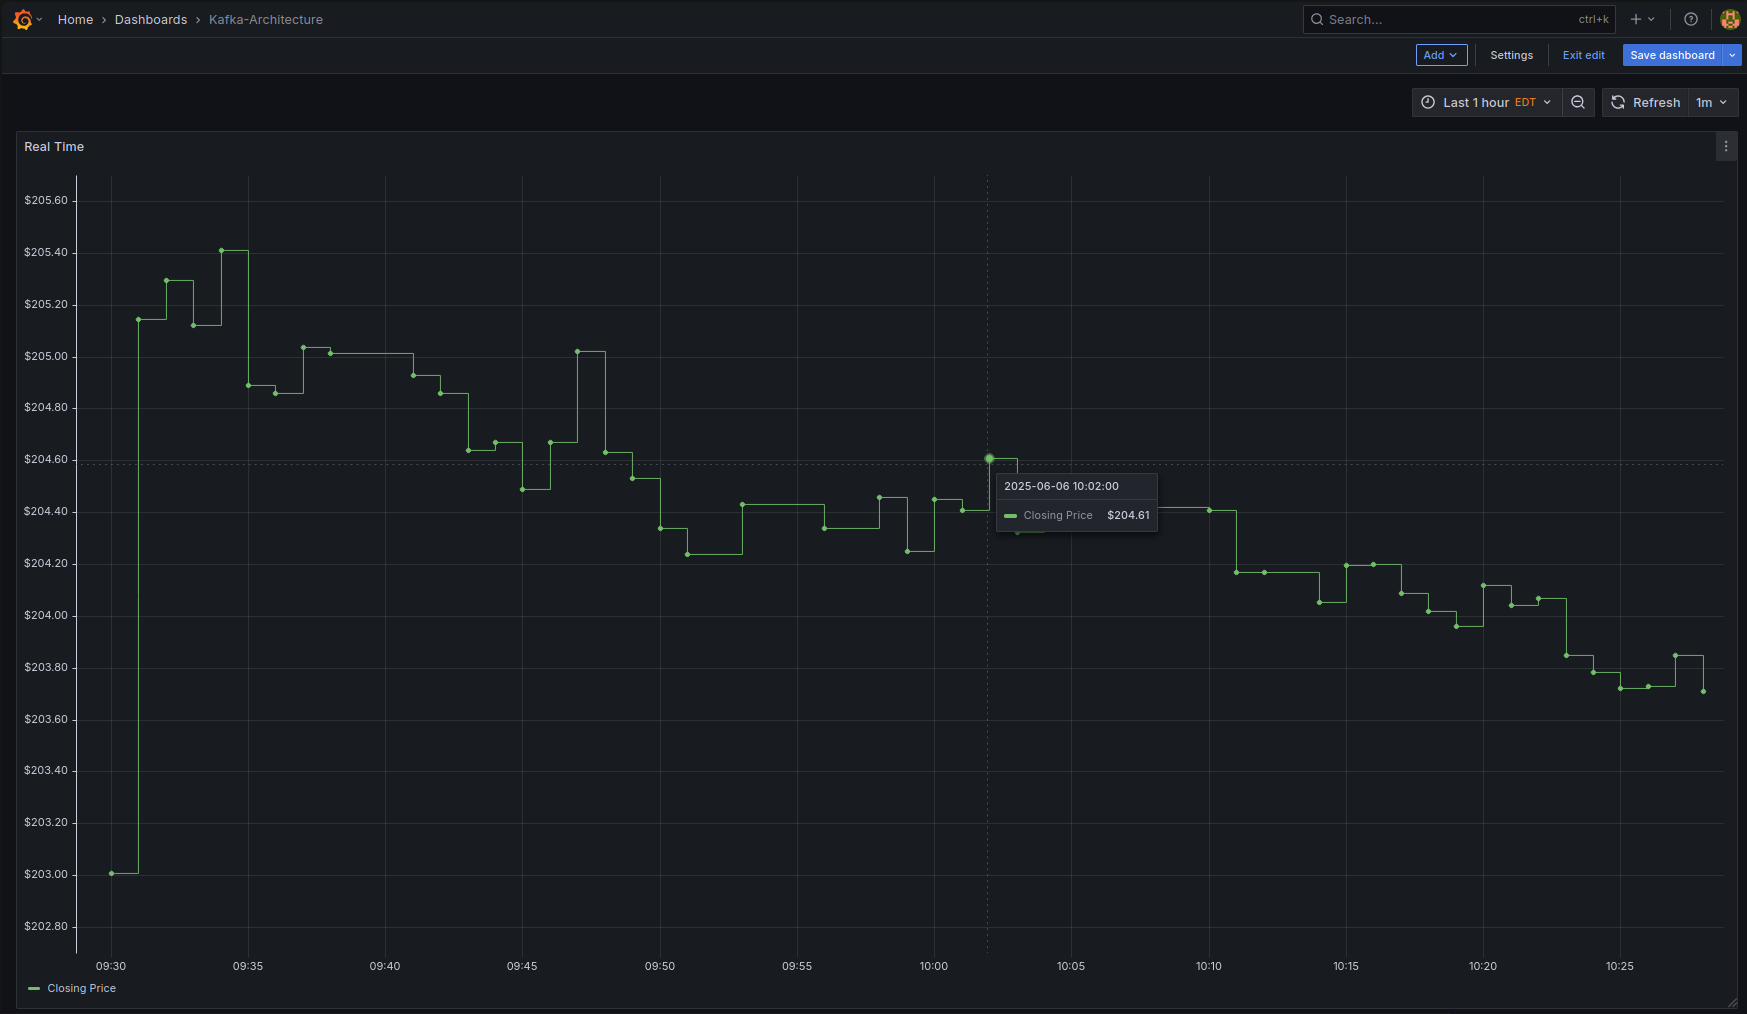 Home › Dashboards › Kafka-Architecture
Search... ctrl+k
Add Settings Exit edit Save dashboard
Last 1 hour EDT Refresh 1m
Real Time
$205.60
$205.40
$205.20
$205.00
$204.80
$204.60
$204.40
$204.20
$204.00
$203.80
$203.60
$203.40
$203.20
$203.00
$202.80
2025-06-06 10:02:00
Closing Price $204.61
09:30 09:35 09:40 09:45 09:50 09:55 10:00 10:05 10:10 10:15 10:20 10:25
Closing Price